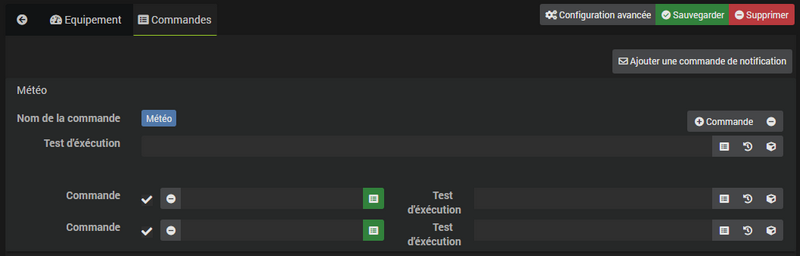 Equipement Commandes Configuration avancée Sauvegarder Supprimer
Ajouter une commande de notification
Météo
Nom de la commande Météo Commande
Test d'éxécution
Commande Test d'éxécution
Commande Test d'éxécution